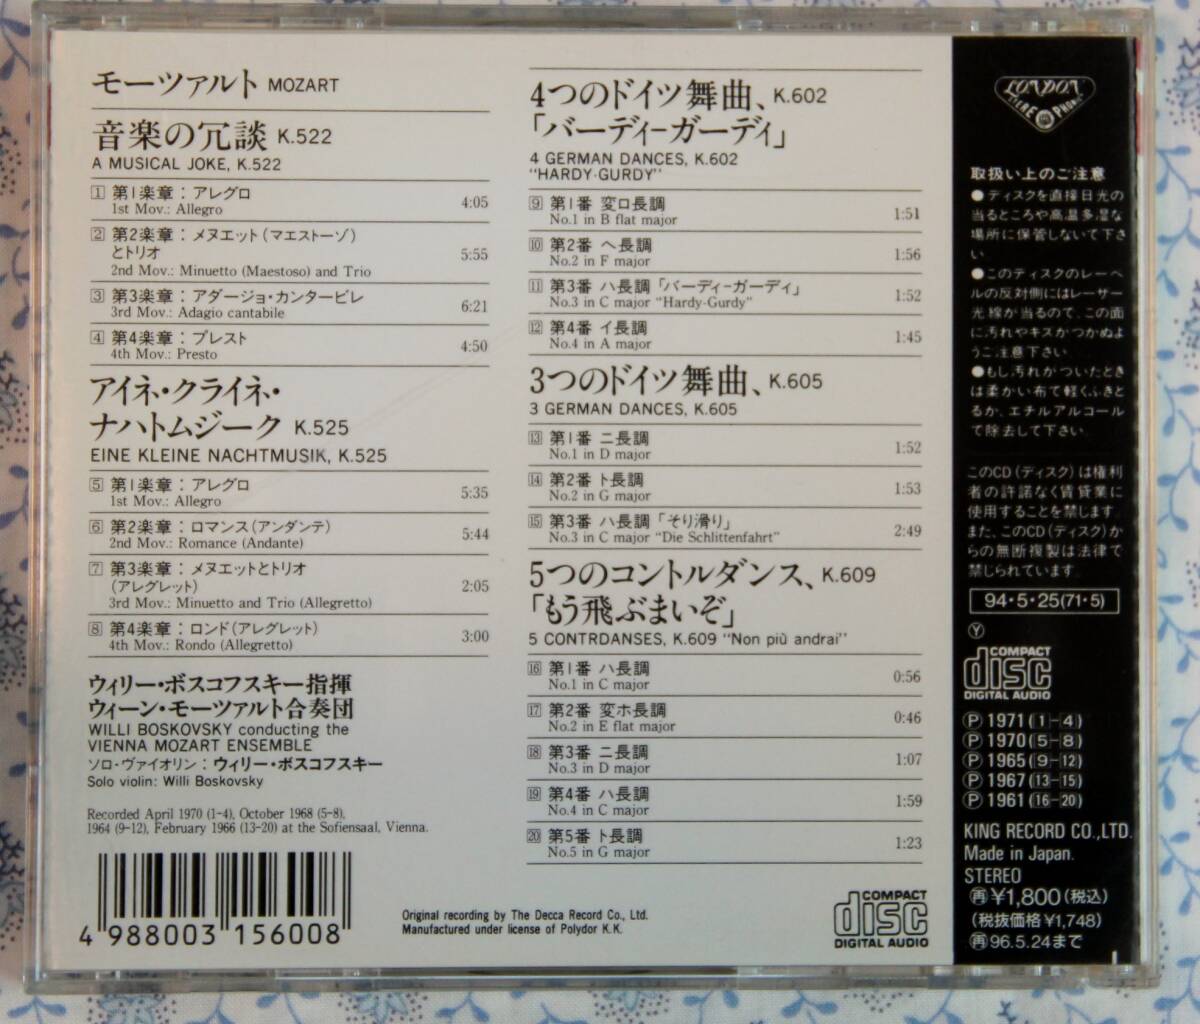 モーツァルト MOZART
音楽の冗談 K.522
A MUSICAL JOKE, K.522
1 第1楽章：アレグロ 4:05
1st Mov.: Allegro
2 第2楽章：メヌエット(マエストーゾ)
とトリオ 5:55
2nd Mov.: Minuetto (Maestoso) and Trio
3 第3楽章：アダージョ・カンタービレ 6:21
3rd Mov.: Adagio cantabile
4 第4楽章：プレスト 4:50
4th Mov.: Presto
アイネ・クライネ・
ナハトムジーク K.525
EINE KLEINE NACHTMUSIK, K.525
5 第1楽章：アレグロ 5:35
1st Mov.: Allegro
6 第2楽章：ロマンス(アンダンテ) 5:44
2nd Mov.: Romance (Andante)
7 第3楽章：メヌエットとトリオ
(アレグレット) 2:05
3rd Mov.: Minuetto and Trio (Allegretto)
8 第4楽章：ロンド(アレグレット) 3:00
4th Mov.: Rondo (Allegretto)
ウィリー・ボスコフスキー指揮
ウィーン・モーツァルト合奏団
WILLI BOSKOVSKY conducting the
VIENNA MOZART ENSEMBLE
ソロ・ヴァイオリン：ウィリー・ボスコフスキー
Solo violin: Willi Boskovsky
Recorded April 1970 (1-4), October 1968 (5-8),
1964 (9-12), February 1966 (13-20) at the Sofiensaal, Vienna.
4 988003 156008
4つのドイツ舞曲、K.602
「バーディ-ガーディ」
4 GERMAN DANCES, K.602
"HARDY-GURDY"
9 第1番 変ロ長調 1:51
No.1 in B flat major
10 第2番 ヘ長調 1:56
No.2 in F major
11 第3番 ハ長調「バーディ-ガーディ」 1:52
No.3 in C major "Hardy-Gurdy"
12 第4番 イ長調 1:45
No.4 in A major
3つのドイツ舞曲、K.605
3 GERMAN DANCES, K.605
13 第1番 ニ長調 1:52
No.1 in D major
14 第2番 ト長調 1:53
No.2 in G major
15 第3番 ハ長調「そり滑り」 2:49
No.3 in C major "Die Schlittenfahrt"
5つのコントルダンス、K.609
「もう飛ぶまいぞ」
5 CONTRDANSES, K.609 "Non più andrai"
16 第1番 ハ長調 0:56
No.1 in C major
17 第2番 変ホ長調 0:46
No.2 in E flat major
18 第3番 ニ長調 1:07
No.3 in D major
19 第4番 ハ長調 1:59
No.4 in C major
20 第5番 ト長調 1:23
No.5 in G major
Original recording by The Decca Record Co., Ltd.
Manufactured under license of Polydor K.K.
COMPACT
disc
DIGITAL AUDIO
LONDON
STEREO PHONIC
取扱い上のご注意
●ディスクを直接日光の
当るところや高温多湿な
場所に保管しないで下さ
い
●このディスクのレーベ
ルの反対側にはレーザー
光線が当るので、この面
に汚れやキズがつかぬよ
うご注意下さい.
●もし汚れがついたとき
は柔かい布で軽くふきと
るか、エチルアルコール
て除去して下さい.
このCD(ディスク)は権利
者の許諾なく賃貸業に
使用することを禁じます.
また、このCD(ディスク)か
らの無断複製は法律で
禁じられています.
94・5・25(71・5)
Y
COMPACT
disc
DIGITAL AUDIO
Ⓟ 1971 (1-4)
Ⓟ 1970 (5-8)
Ⓟ 1965 (9-12)
Ⓟ 1967 (13-15)
Ⓟ 1961 (16-20)
KING RECORD CO.,LTD.
Made in Japan.
STEREO
再¥1,800(税込)
(税抜価格¥1,748)
再96.5.24まで